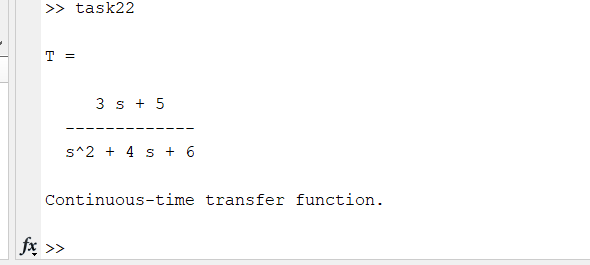 >> task22
T =
3 s + 5
-------------
s^2 + 4 s + 6
Continuous-time transfer function.
fx >>